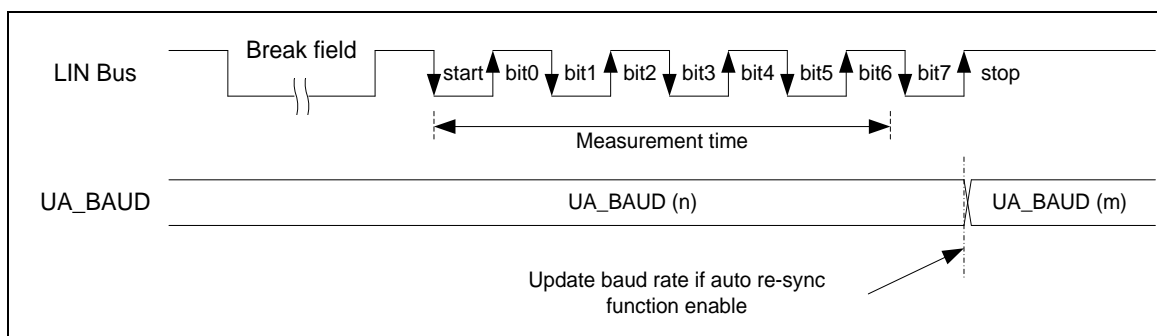 Break field
LIN Bus
start bit0 bit1 bit2 bit3 bit4 bit5 bit6 bit7 stop
Measurement time
UA_BAUD
UA_BAUD (n)
UA_BAUD (m)
Update baud rate if auto re-sync
function enable